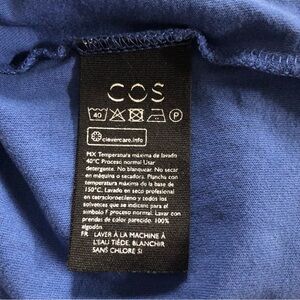 COS
40 P
clevercare.info
MX Temperatura máxima de lavado
40°C Proceso normal Usar
detergente. No blanquear. No secar
en máquina o secadora. Plancha con
temperatura máxima de la base de
150°C. Lavado en seco profesional
en tetracloroetileno y todos los
solventes que se indican para el
símbolo F proceso normal. Lavar con
prendas de color parecido. 100%
algodón
FR LAVER À LA MACHINE À
L'EAU TIÈDE, BLANCHIR
SANS CHLORE SI